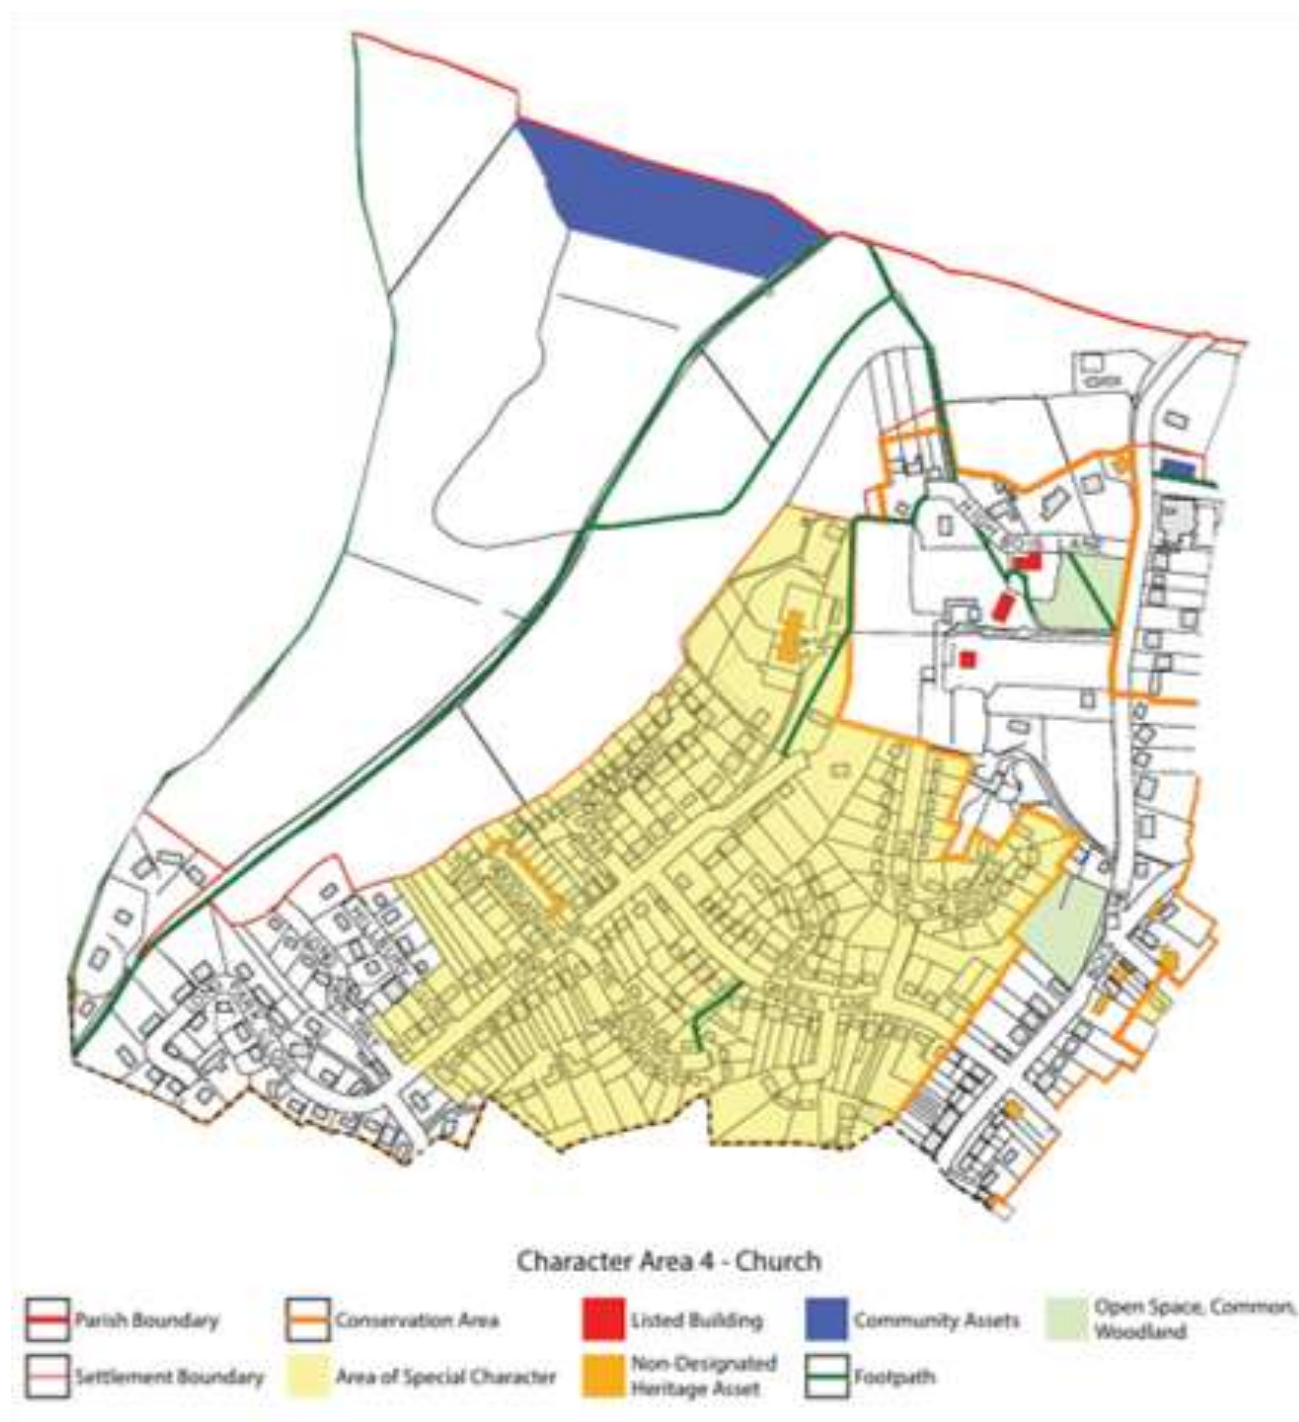 Character Area 4 - Church
Parish Boundary
Conservation Area
Listed Building
Community Assets
Open Space, Common,
Woodland
Settlement Boundary
Area of Special Character
Non-Designated
Heritage Asset
Footpath